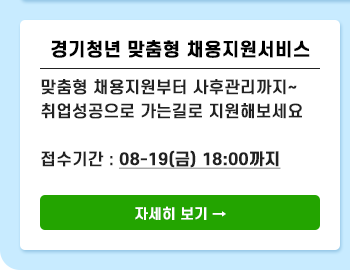 경기청년 맞춤형 채용지원서비스
맞춤형 채용지원부터 사후관리까지~
취업성공으로 가는길로 지원해보세요
접수기간 : 08-19(금) 18:00까지
자세히 보기 →